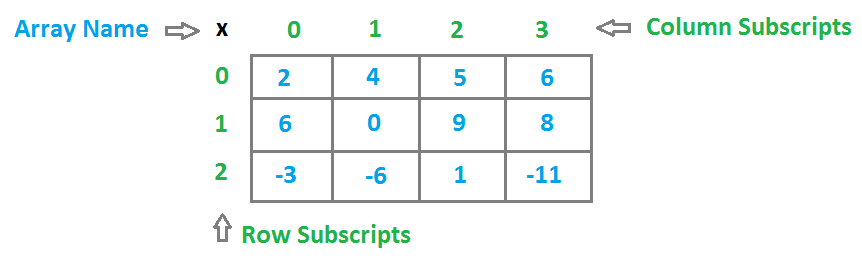 Array Name x 0 1 2 3 Column Subscripts
0 2 4 5 6
1 6 0 9 8
2 -3 -6 1 -11
Row Subscripts